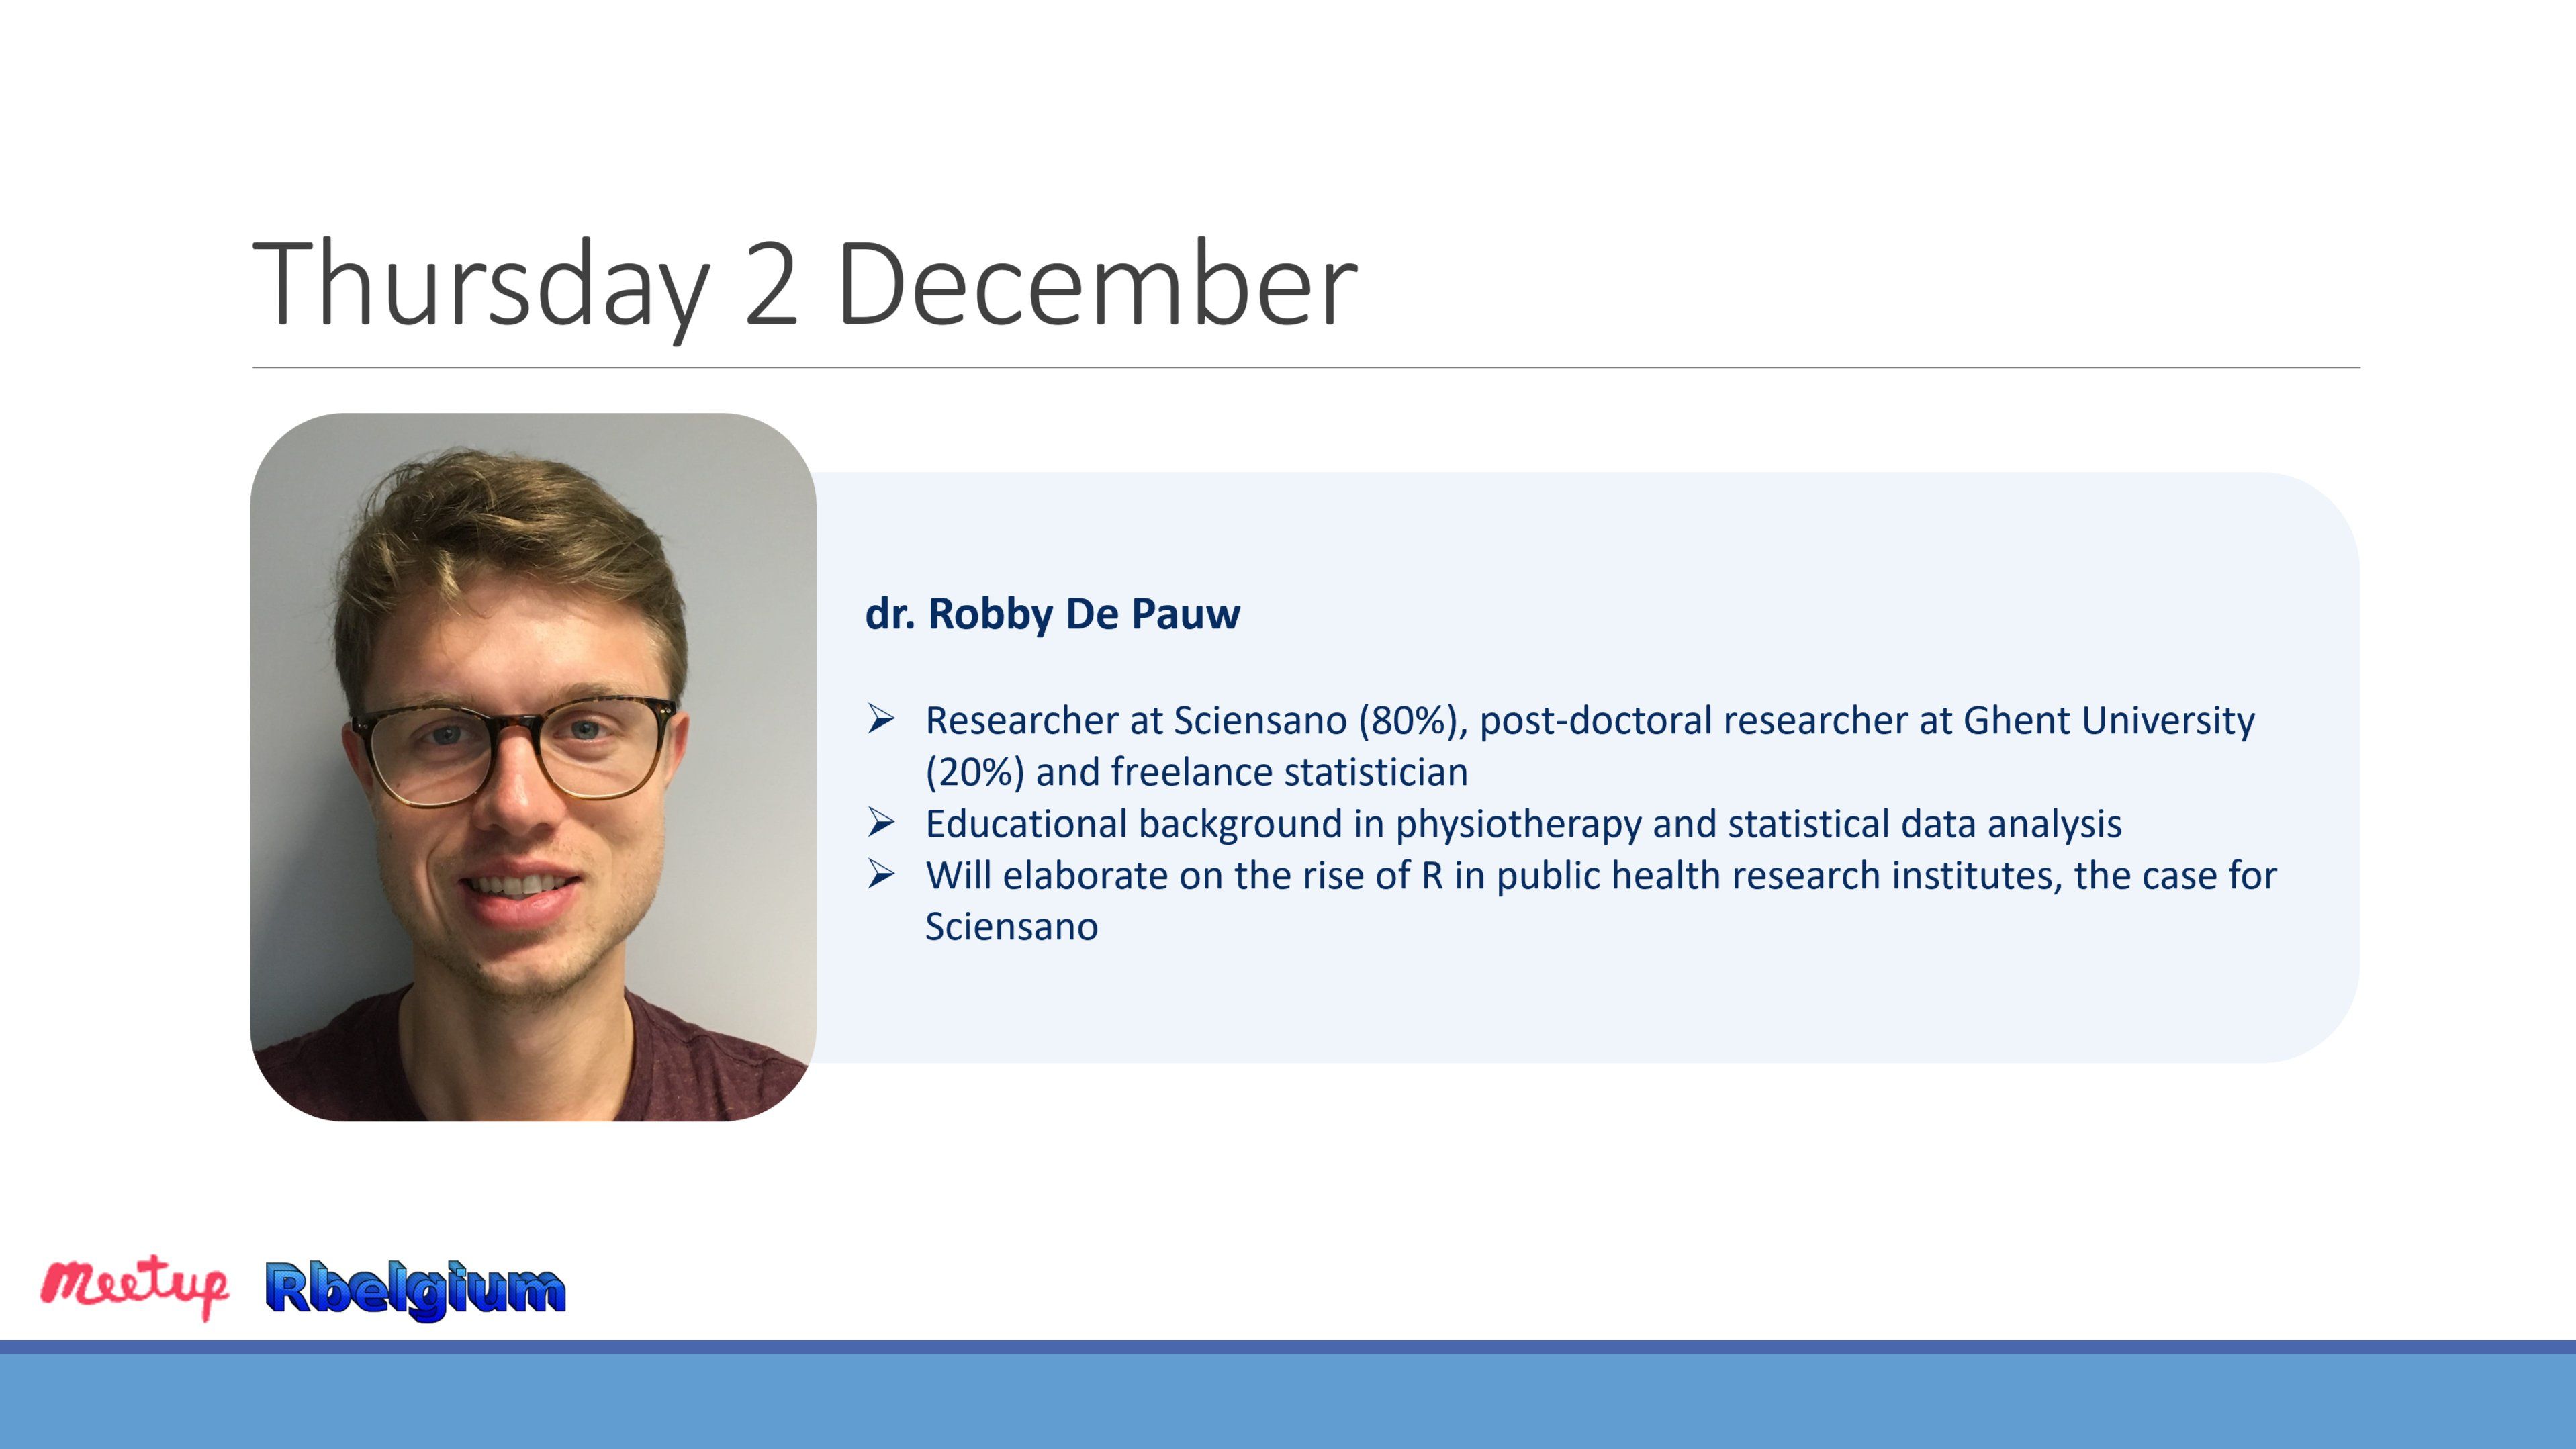 Thursday 2 December
dr. Robby De Pauw
➢ Researcher at Sciensano (80%), post-doctoral researcher at Ghent University
(20%) and freelance statistician
➢ Educational background in physiotherapy and statistical data analysis
➢ Will elaborate on the rise of R in public health research institutes, the case for
Sciensano
meetup Rbelgium